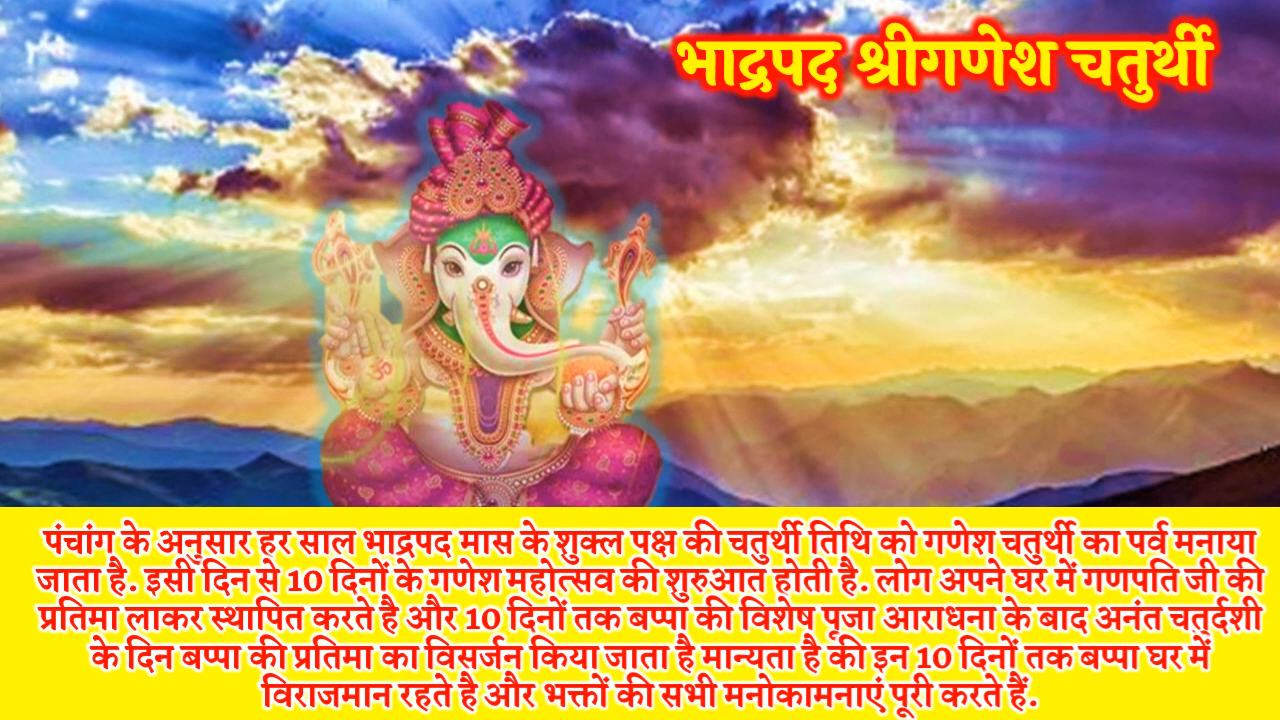 भाद्रपद श्रीगणेश चतुर्थी
ॐ
पंचांग के अनुसार हर साल भाद्रपद मास के शुक्ल पक्ष की चतुर्थी तिथि को गणेश चतुर्थी का पर्व मनाया
जाता है. इसी दिन से 10 दिनों के गणेश महोत्सव की शुरुआत होती है. लोग अपने घर में गणपति जी की
प्रतिमा लाकर स्थापित करते है और 10 दिनों तक बप्पा की विशेष पूजा आराधना के बाद अनंत चतुर्दशी
के दिन बप्पा की प्रतिमा का विसर्जन किया जाता है मान्यता है की इन 10 दिनों तक बप्पा घर में
विराजमान रहते है और भक्तों की सभी मनोकामनाएं पूरी करते हैं.